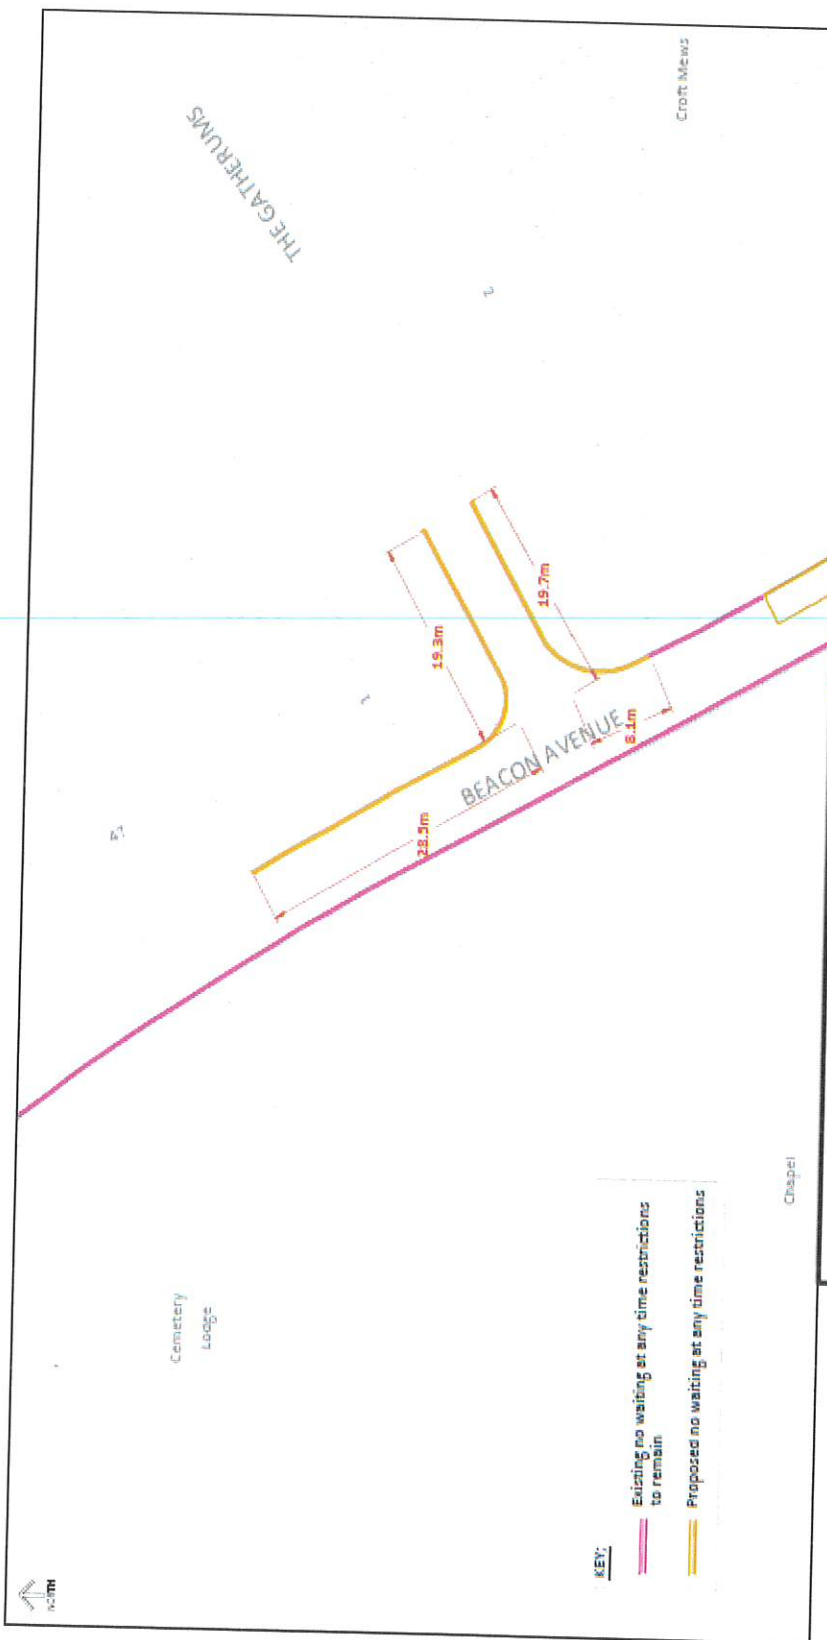 NORTH
THE GATHERUMS
Croft Mews
2
47
1
19.3m
19.7m
28.5m
BEACON AVENUE
8.1m
Cemetery
Lodge
Chapel
KEY:
Existing no waiting at any time restrictions
to remain
Proposed no waiting at any time restrictions